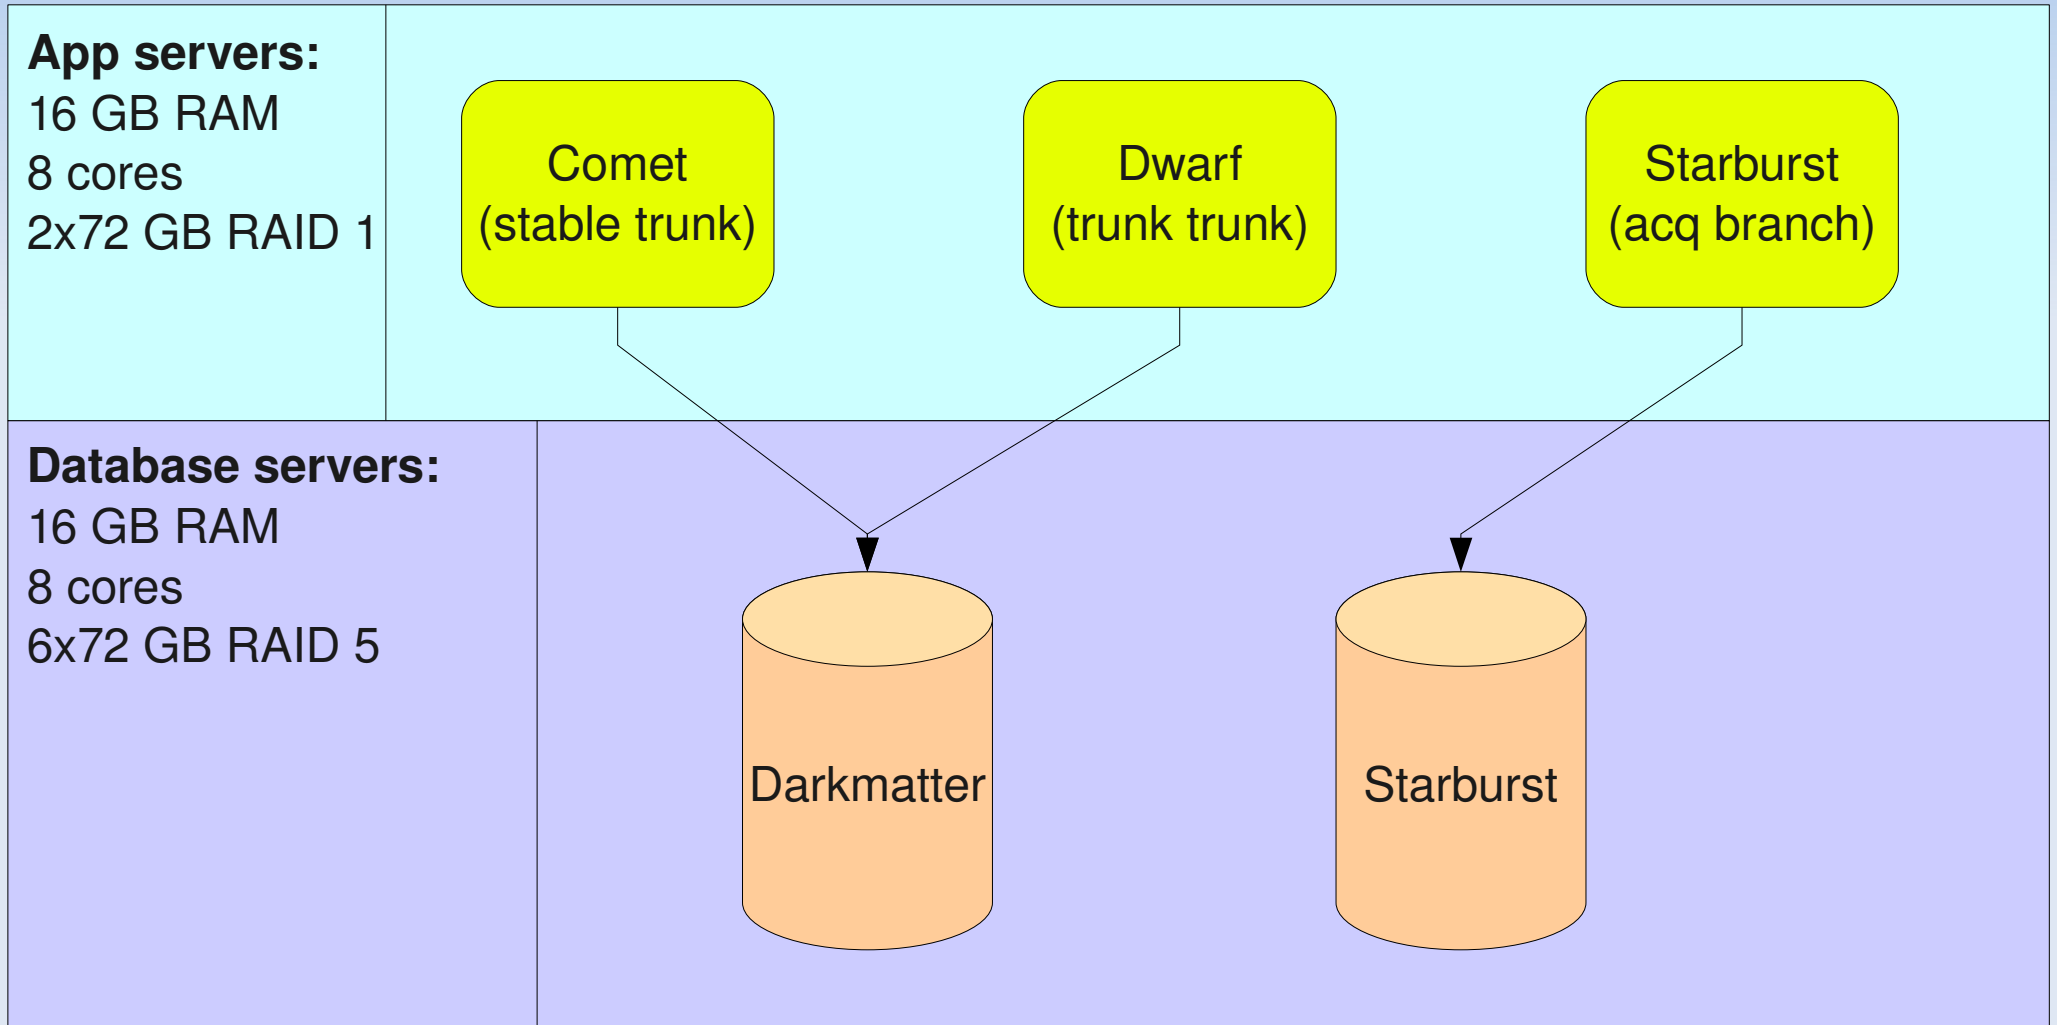 App servers:
16 GB RAM
8 cores
2x72 GB RAID 1
Comet
(stable trunk)
Dwarf
(trunk trunk)
Starburst
(acq branch)
Database servers:
16 GB RAM
8 cores
6x72 GB RAID 5
Darkmatter
Starburst